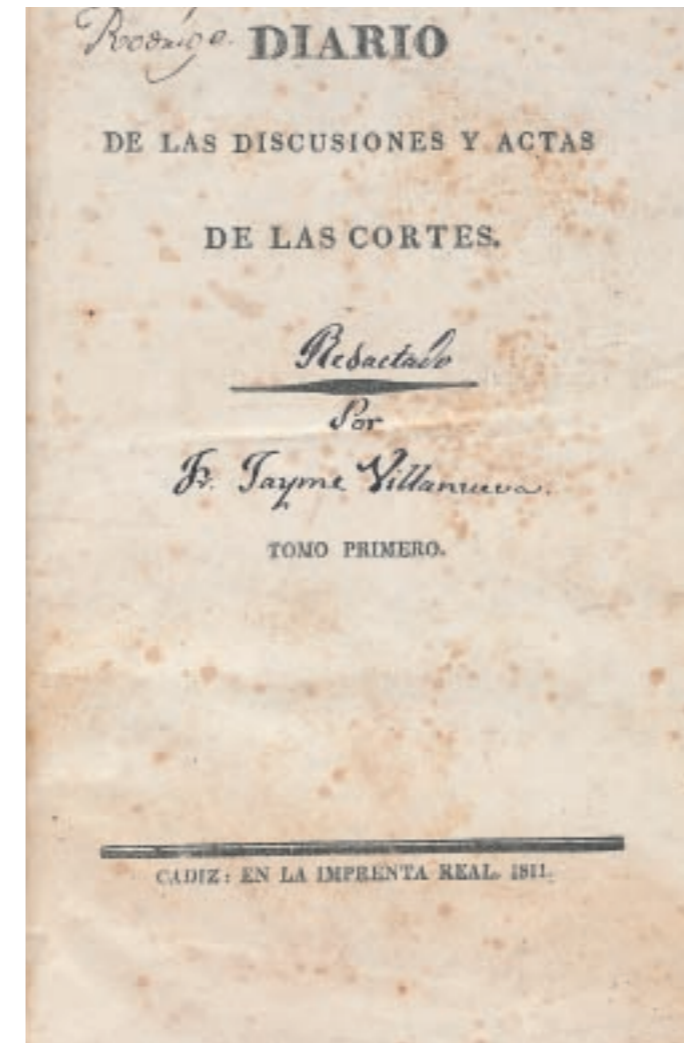 Rodrigo. DIARIO
DE LAS DISCUSIONES Y ACTAS
DE LAS CORTES.
Redactado
Por
Fr. Jayme Villanueva.
TOMO PRIMERO.
CADIZ: EN LA IMPRENTA REAL. 1811.